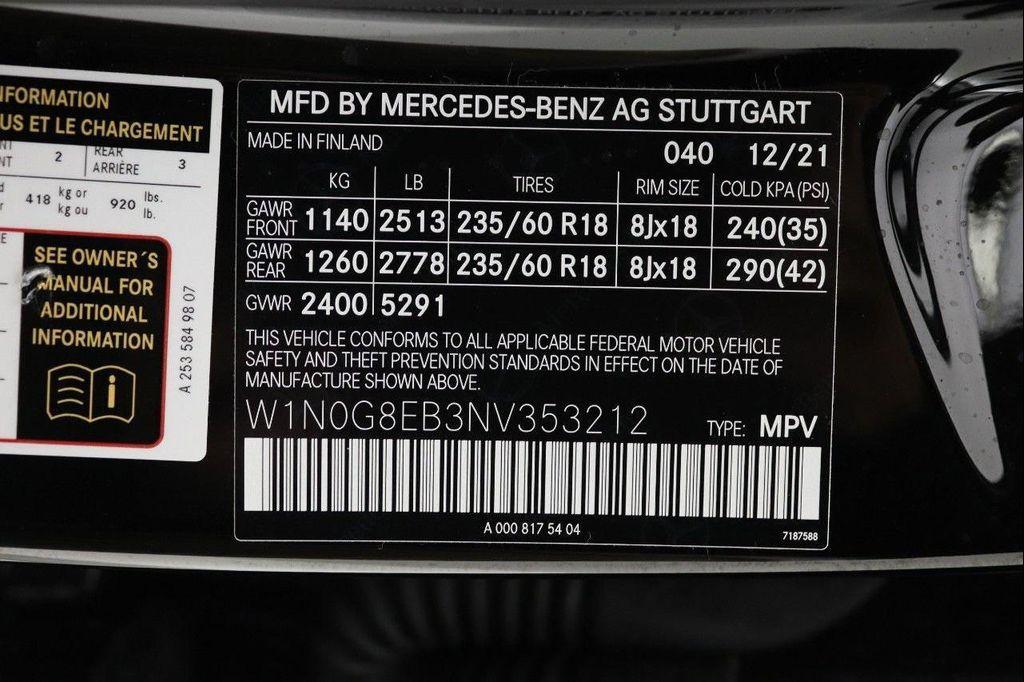 NFORMATION
US ET LE CHARGEMENT
NT 2 REAR ARRIÈRE 3
418 kg or kg ou 920 lbs. lb.
SEE OWNER´S
MANUAL FOR
ADDITIONAL
INFORMATION
i
A 253 584 98 07
MFD BY MERCEDES-BENZ AG STUTTGART
MADE IN FINLAND
040 12/21
KG LB TIRES RIM SIZE COLD KPA(PSI)
GAWR FRONT 1140 2513 235/60 R18 8Jx18 240(35)
GAWR REAR 1260 2778 235/60 R18 8Jx18 290(42)
GVWR 2400 5291
THIS VEHICLE CONFORMS TO ALL APPLICABLE FEDERAL MOTOR VEHICLE
SAFETY AND THEFT PREVENTION STANDARDS IN EFFECT ON THE DATE OF
MANUFACTURE SHOWN ABOVE.
W1N0G8EB3NV353212 TYPE: MPV
A 000 817 54 04
7187588